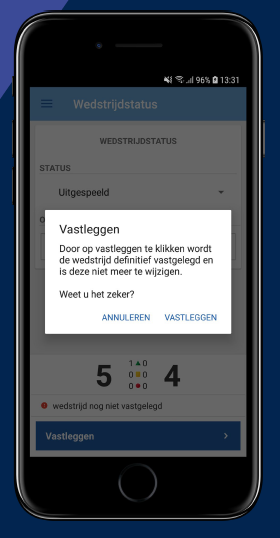 96% 13:31
Wedstrijdstatus
WEDSTRIJDSTATUS
STATUS
Uitgespeeld
O
Vastleggen
Door op vastleggen te klikken wordt
de wedstrijd definitief vastgelegd en
is deze niet meer te wijzigen.
Weet u het zeker?
ANNULEREN VASTLEGGEN
5 1 0 4
0 0
0 0
wedstrijd nog niet vastgelegd
Vastleggen